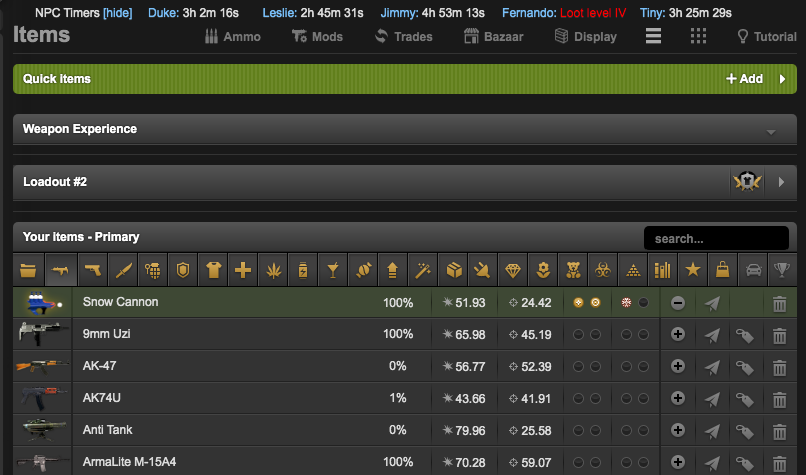 NPC Timers [hide] Duke: 3h 2m 16s Leslie: 2h 45m 31s Jimmy: 4h 53m 13s Fernando: Loot level IV Tiny: 3h 25m 29s
Items Ammo Mods Trades Bazaar Display Tutorial
Quick items + Add
Weapon Experience
Loadout #2
Your items - Primary search...
Snow Cannon 100% 51.93 24.42
9mm Uzi 100% 65.98 45.19
AK-47 0% 56.77 52.39
AK74U 1% 43.66 41.91
Anti Tank 0% 79.96 25.58
ArmaLite M-15A4 100% 70.28 59.07